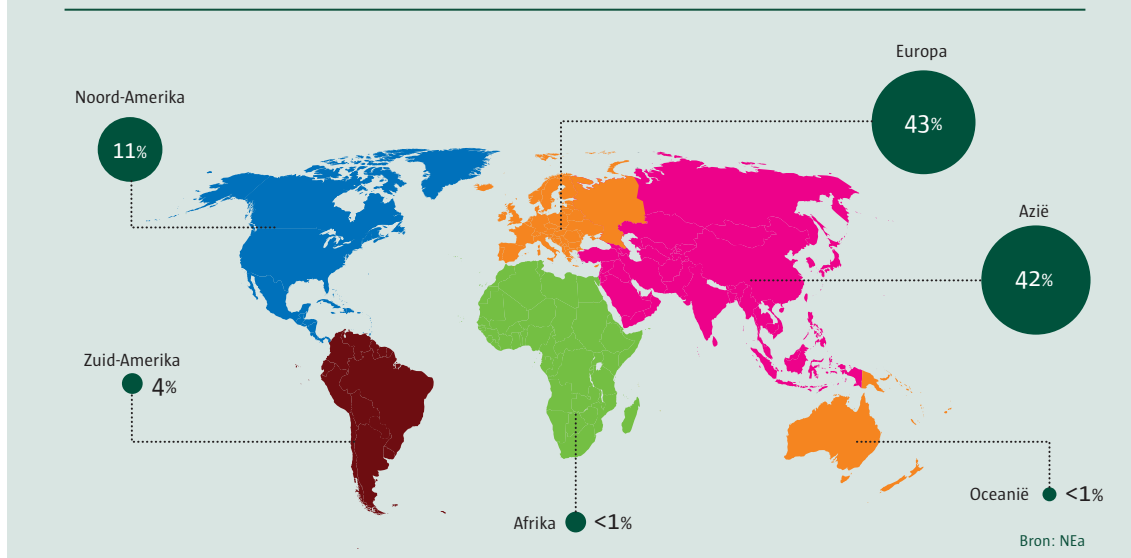 Europa
43%
Noord-Amerika
11%
Azië
42%
Zuid-Amerika
4%
Oceanië <1%
Afrika <1%
Bron: NEa